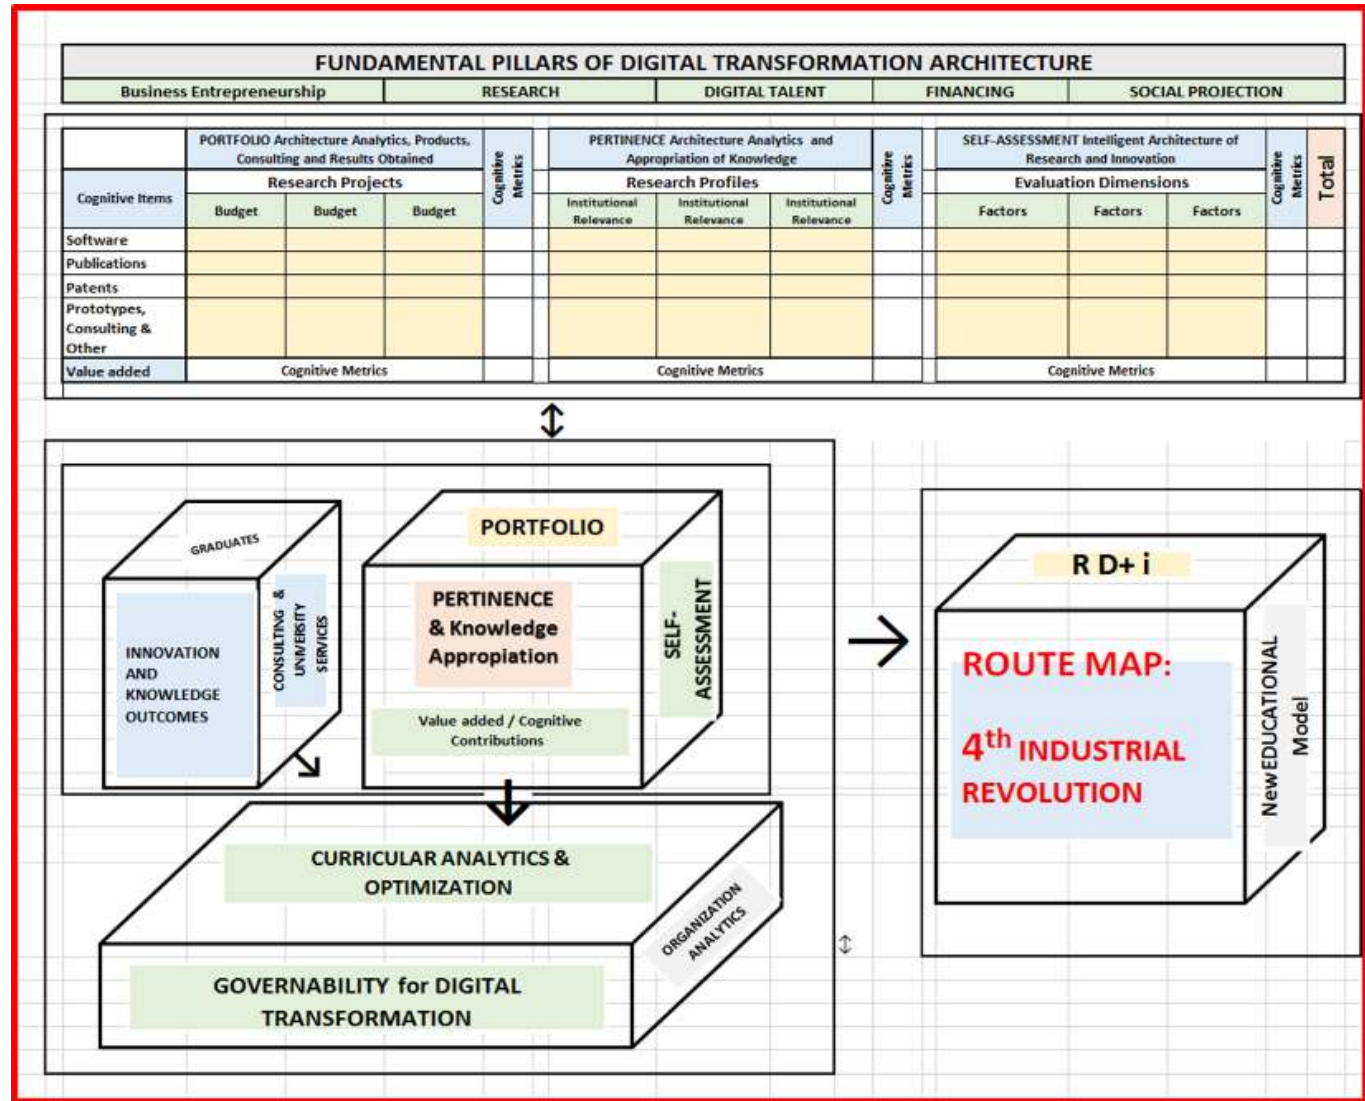 FUNDAMENTAL PILLARS OF DIGITAL TRANSFORMATION ARCHITECTURE
Business Entrepreneurship RESEARCH DIGITAL TALENT FINANCING SOCIAL PROJECTION
PORTFOLIO Architecture Analytics, Products,
Consulting and Results Obtained
Cognitive
Metrics
PERTINENCE Architecture Analytics and
Appropriation of Knowledge
Cognitive
Metrics
SELF-ASSESSMENT Intelligent Architecture of
Research and Innovation
Cognitive
Metrics
Total
Cognitive Items
Research Projects
Research Profiles
Evaluation Dimensions
Budget Budget Budget
Institutional
Relevance
Institutional
Relevance
Institutional
Relevance
Factors Factors Factors
Software
Publications
Patents
Prototypes,
Consulting &
Other
Value added Cognitive Metrics Cognitive Metrics Cognitive Metrics
GRADUATES
INNOVATION
AND
KNOWLEDGE
OUTCOMES
CONSULTING &
UNIVERSITY
SERVICES
PORTFOLIO
PERTINENCE
& Knowledge
Appropiation
Value added / Cognitive
Contributions
SELF-
ASSESSMENT
CURRICULAR ANALYTICS &
OPTIMIZATION
ORGANIZATION
ANALYTICS
GOVERNABILITY for DIGITAL
TRANSFORMATION
R D+ i
ROUTE MAP:
4th INDUSTRIAL
REVOLUTION
NewEDUCATIONAL
Model